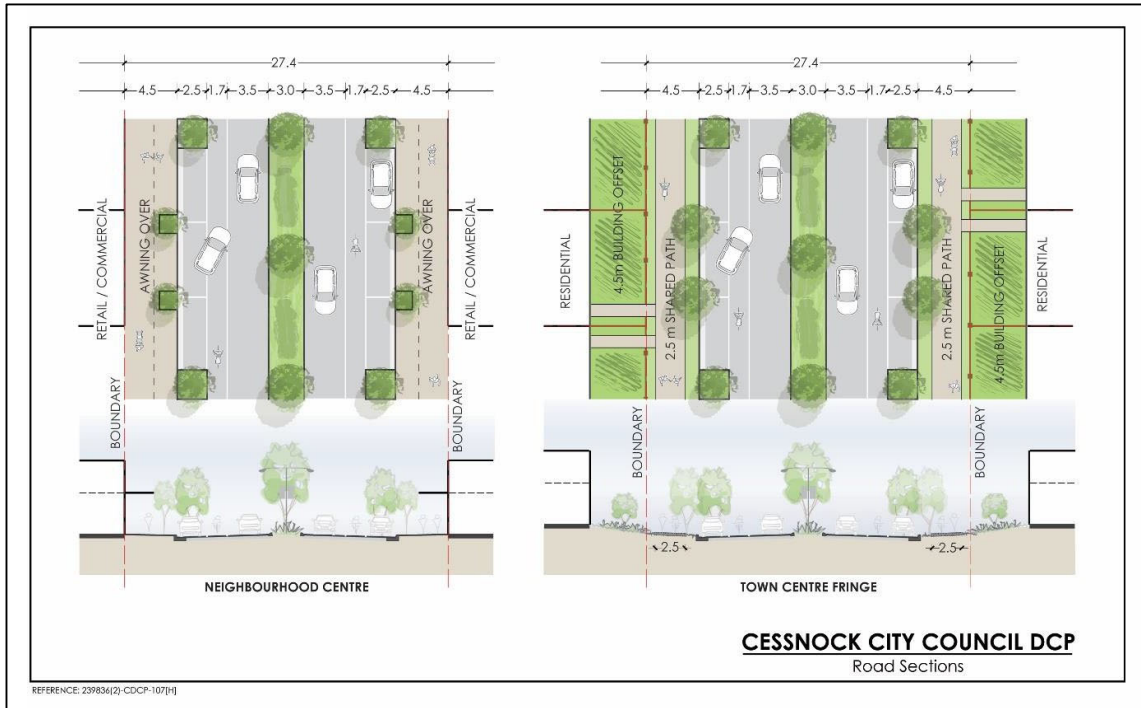 27.4
4.5 2.5 1.7 3.5 3.0 3.5 1.7 2.5 4.5
RETAIL / COMMERCIAL
AWNING OVER
AWNING OVER
RETAIL / COMMERCIAL
BOUNDARY
BOUNDARY
NEIGHBOURHOOD CENTRE
27.4
4.5 2.5 1.7 3.5 3.0 3.5 1.7 2.5 4.5
RESIDENTIAL
4.5m BUILDING OFFSET
2.5 m SHARED PATH
2.5 m SHARED PATH
4.5m BUILDING OFFSET
RESIDENTIAL
BOUNDARY
BOUNDARY
2.5
2.5
TOWN CENTRE FRINGE
CESSNOCK CITY COUNCIL DCP
Road Sections
REFERENCE: 239836(2)-CDCP-107[H]